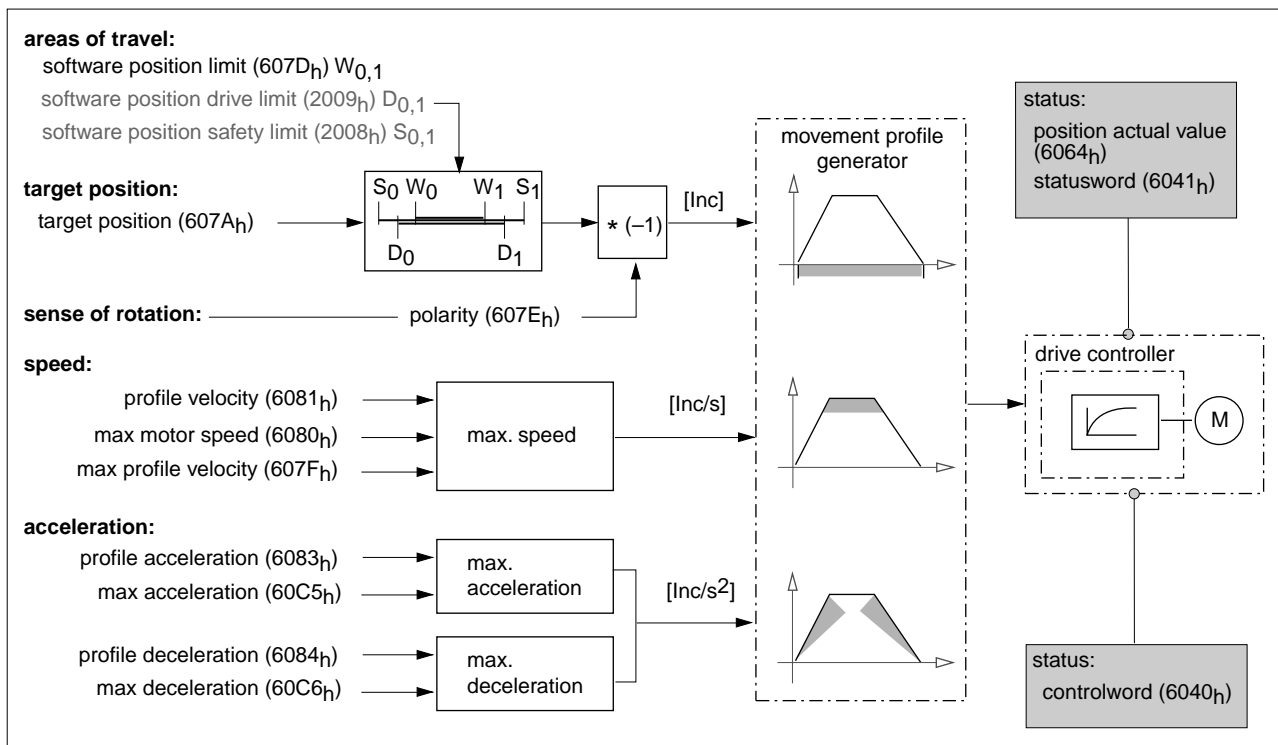 areas of travel:
software position limit (607Dh) W0,1
software position drive limit (2009h) D0,1
software position safety limit (2008h) S0,1
target position:
target position (607Ah)
S0 W0 W1 S1
D0 D1
* (–1)
[Inc]
sense of rotation:
polarity (607Eh)
speed:
profile velocity (6081h)
max motor speed (6080h)
max profile velocity (607Fh)
max. speed
[Inc/s]
acceleration:
profile acceleration (6083h)
max acceleration (60C5h)
max.
acceleration
profile deceleration (6084h)
max deceleration (60C6h)
max.
deceleration
[Inc/s2]
movement profile
generator
status:
position actual value
(6064h)
statusword (6041h)
drive controller
M
status:
controlword (6040h)